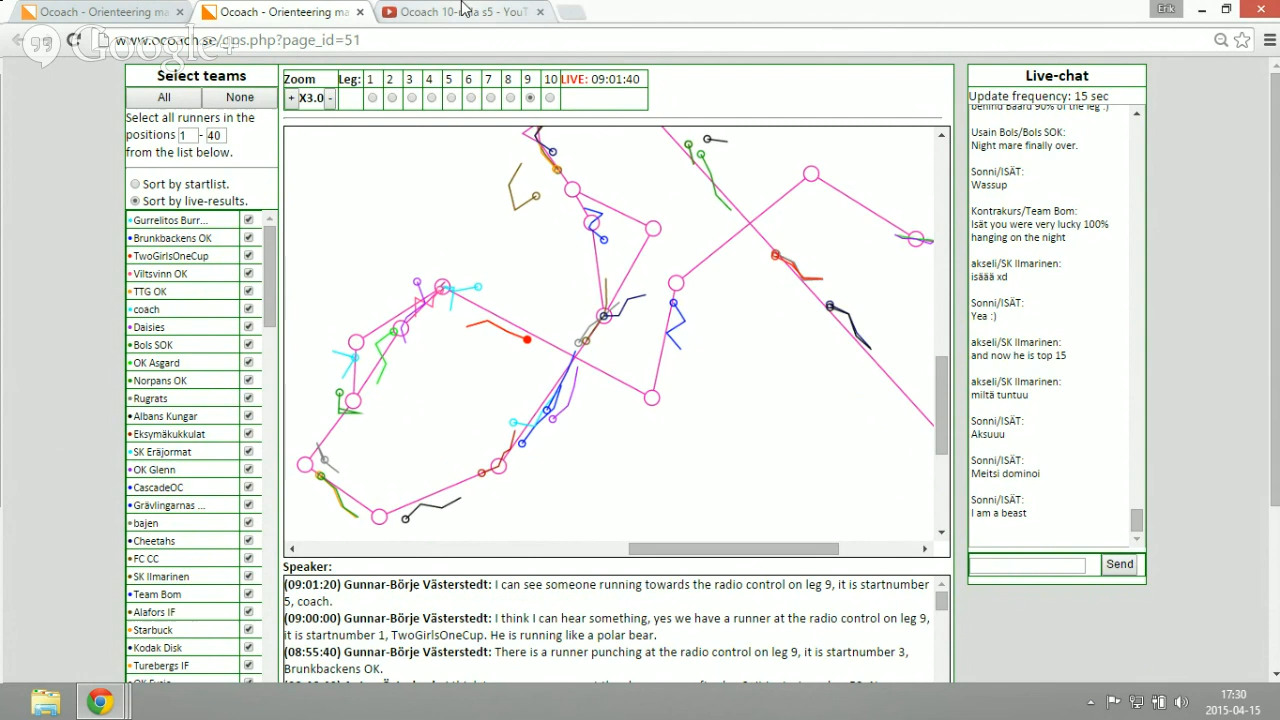 Ocoach - Orienteering ma
Ocoach - Orienteering ma
Ocoach 10-mila s5 - YouT
Erik
Google+
Select teams
All None
Select all runners in the
positions 1 - 40
from the list below.
Sort by startlist.
Sort by live-results.
Gurrelitos Burr...
Brunkbackens OK
TwoGirlsOneCup
Viltsvinn OK
TTG OK
coach
Daisies
Bols SOK
OK Asgard
Norpans OK
Rugrats
Albans Kungar
Eksymäkukkulat
SK Eräjormat
OK Glenn
CascadeOC
Grävlingarnas ...
bajen
Cheetahs
FC CC
SK Ilmarinen
Team Bom
Alafors IF
Starbuck
Kodak Disk
Turebergs IF
Zoom Leg: 1 2 3 4 5 6 7 8 9 10 LIVE: 09:01:40
+ X3.0 -
Speaker:
(09:01:20) Gunnar-Börje Västerstedt: I can see someone running towards the radio control on leg 9, it is startnumber
5, coach.
(09:00:00) Gunnar-Börje Västerstedt: I think I can hear something, yes we have a runner at the radio control on leg 9,
it is startnumber 1, TwoGirlsOneCup. He is running like a polar bear.
(08:55:40) Gunnar-Börje Västerstedt: There is a runner punching at the radio control on leg 9, it is startnumber 3,
Brunkbackens OK.
Live-chat
Update frequency: 15 sec
behind Baard 90% of the leg :)
Usain Bols/Bols SOK:
Night mare finally over.
Sonni/ISÄT:
Wassup
Kontrakurs/Team Bom:
Isät you were very lucky 100%
hanging on the night
akseli/SK Ilmarinen:
isäää xd
Sonni/ISÄT:
Yea :)
akseli/SK Ilmarinen:
and now he is top 15
akseli/SK Ilmarinen:
miltä tuntuu
Sonni/ISÄT:
Aksuuu
Sonni/ISÄT:
Meitsi dominoi
Sonni/ISÄT:
I am a beast
Send
17:30
2015-04-15